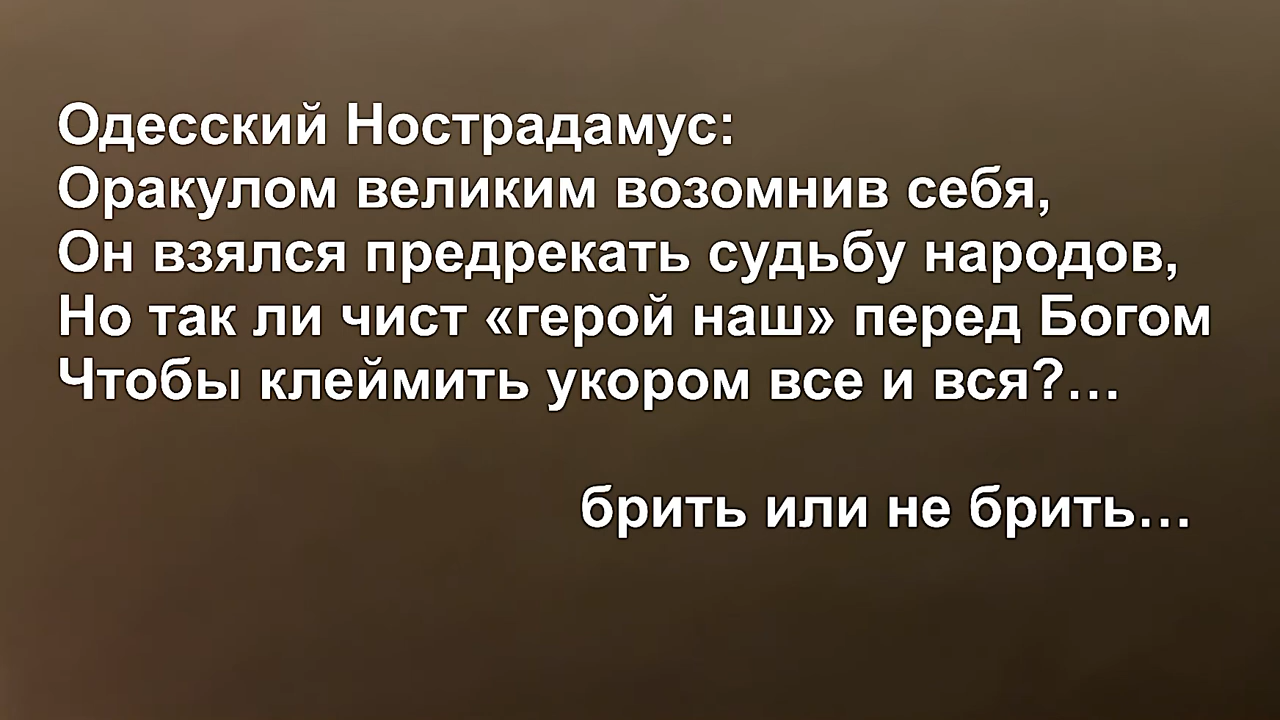 Одесский Нострадамус:
Оракулом великим возомнив себя,
Он взялся предрекать судьбу народов,
Но так ли чист «герой наш» перед Богом
Чтобы клеймить укором все и вся?…
брить или не брить…